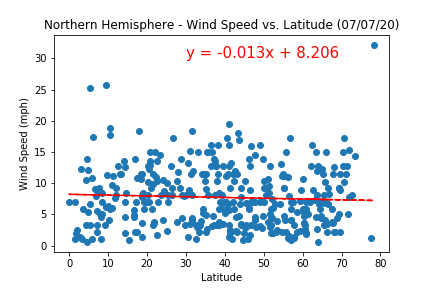 Northern Hemisphere - Wind Speed vs. Latitude (07/07/20)
y = -0.013x + 8.206
30
25
20
15
10
5
0
Wind Speed (mph)
0 10 20 30 40 50 60 70 80
Latitude